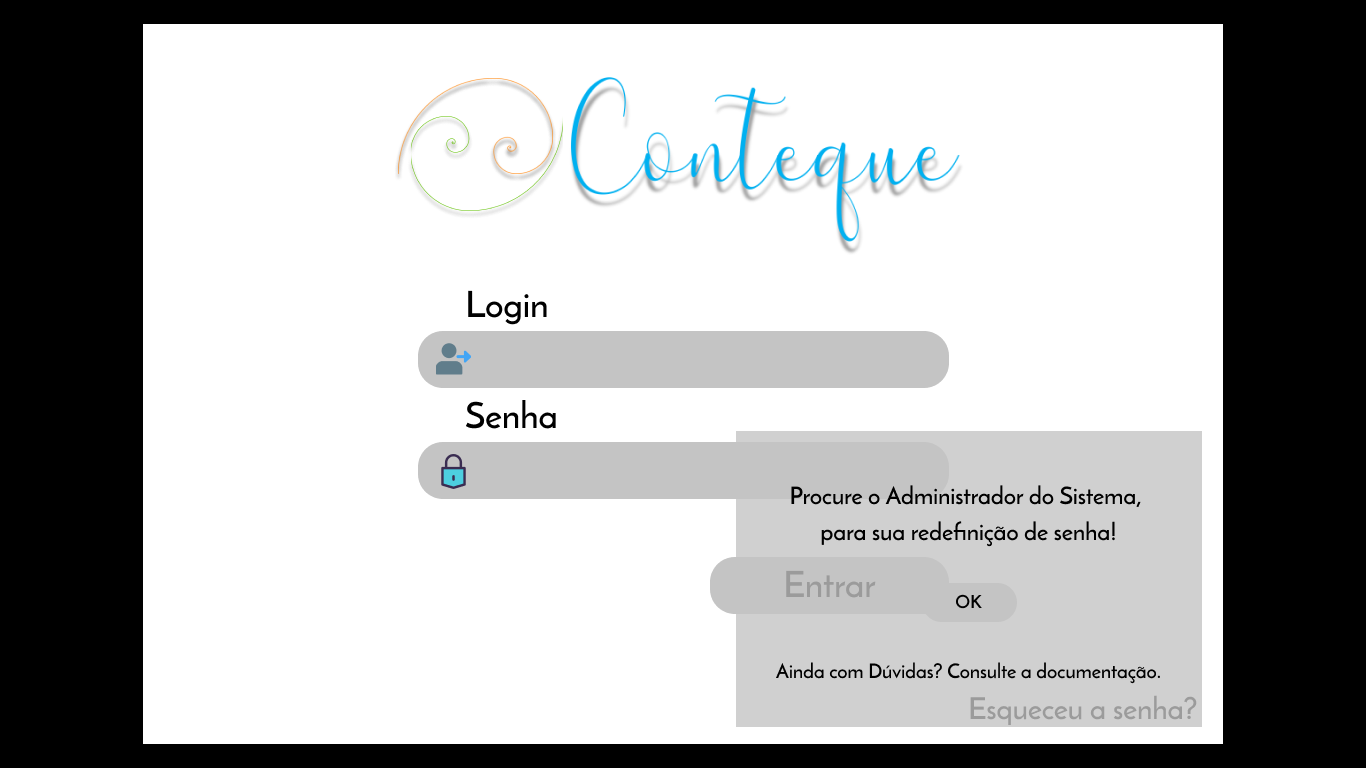 Conteque
Login
Senha
Procure o Administrador do Sistema,
para sua redefinição de senha!
Entrar
OK
Ainda com Dúvidas? Consulte a documentação.
Esqueceu a senha?